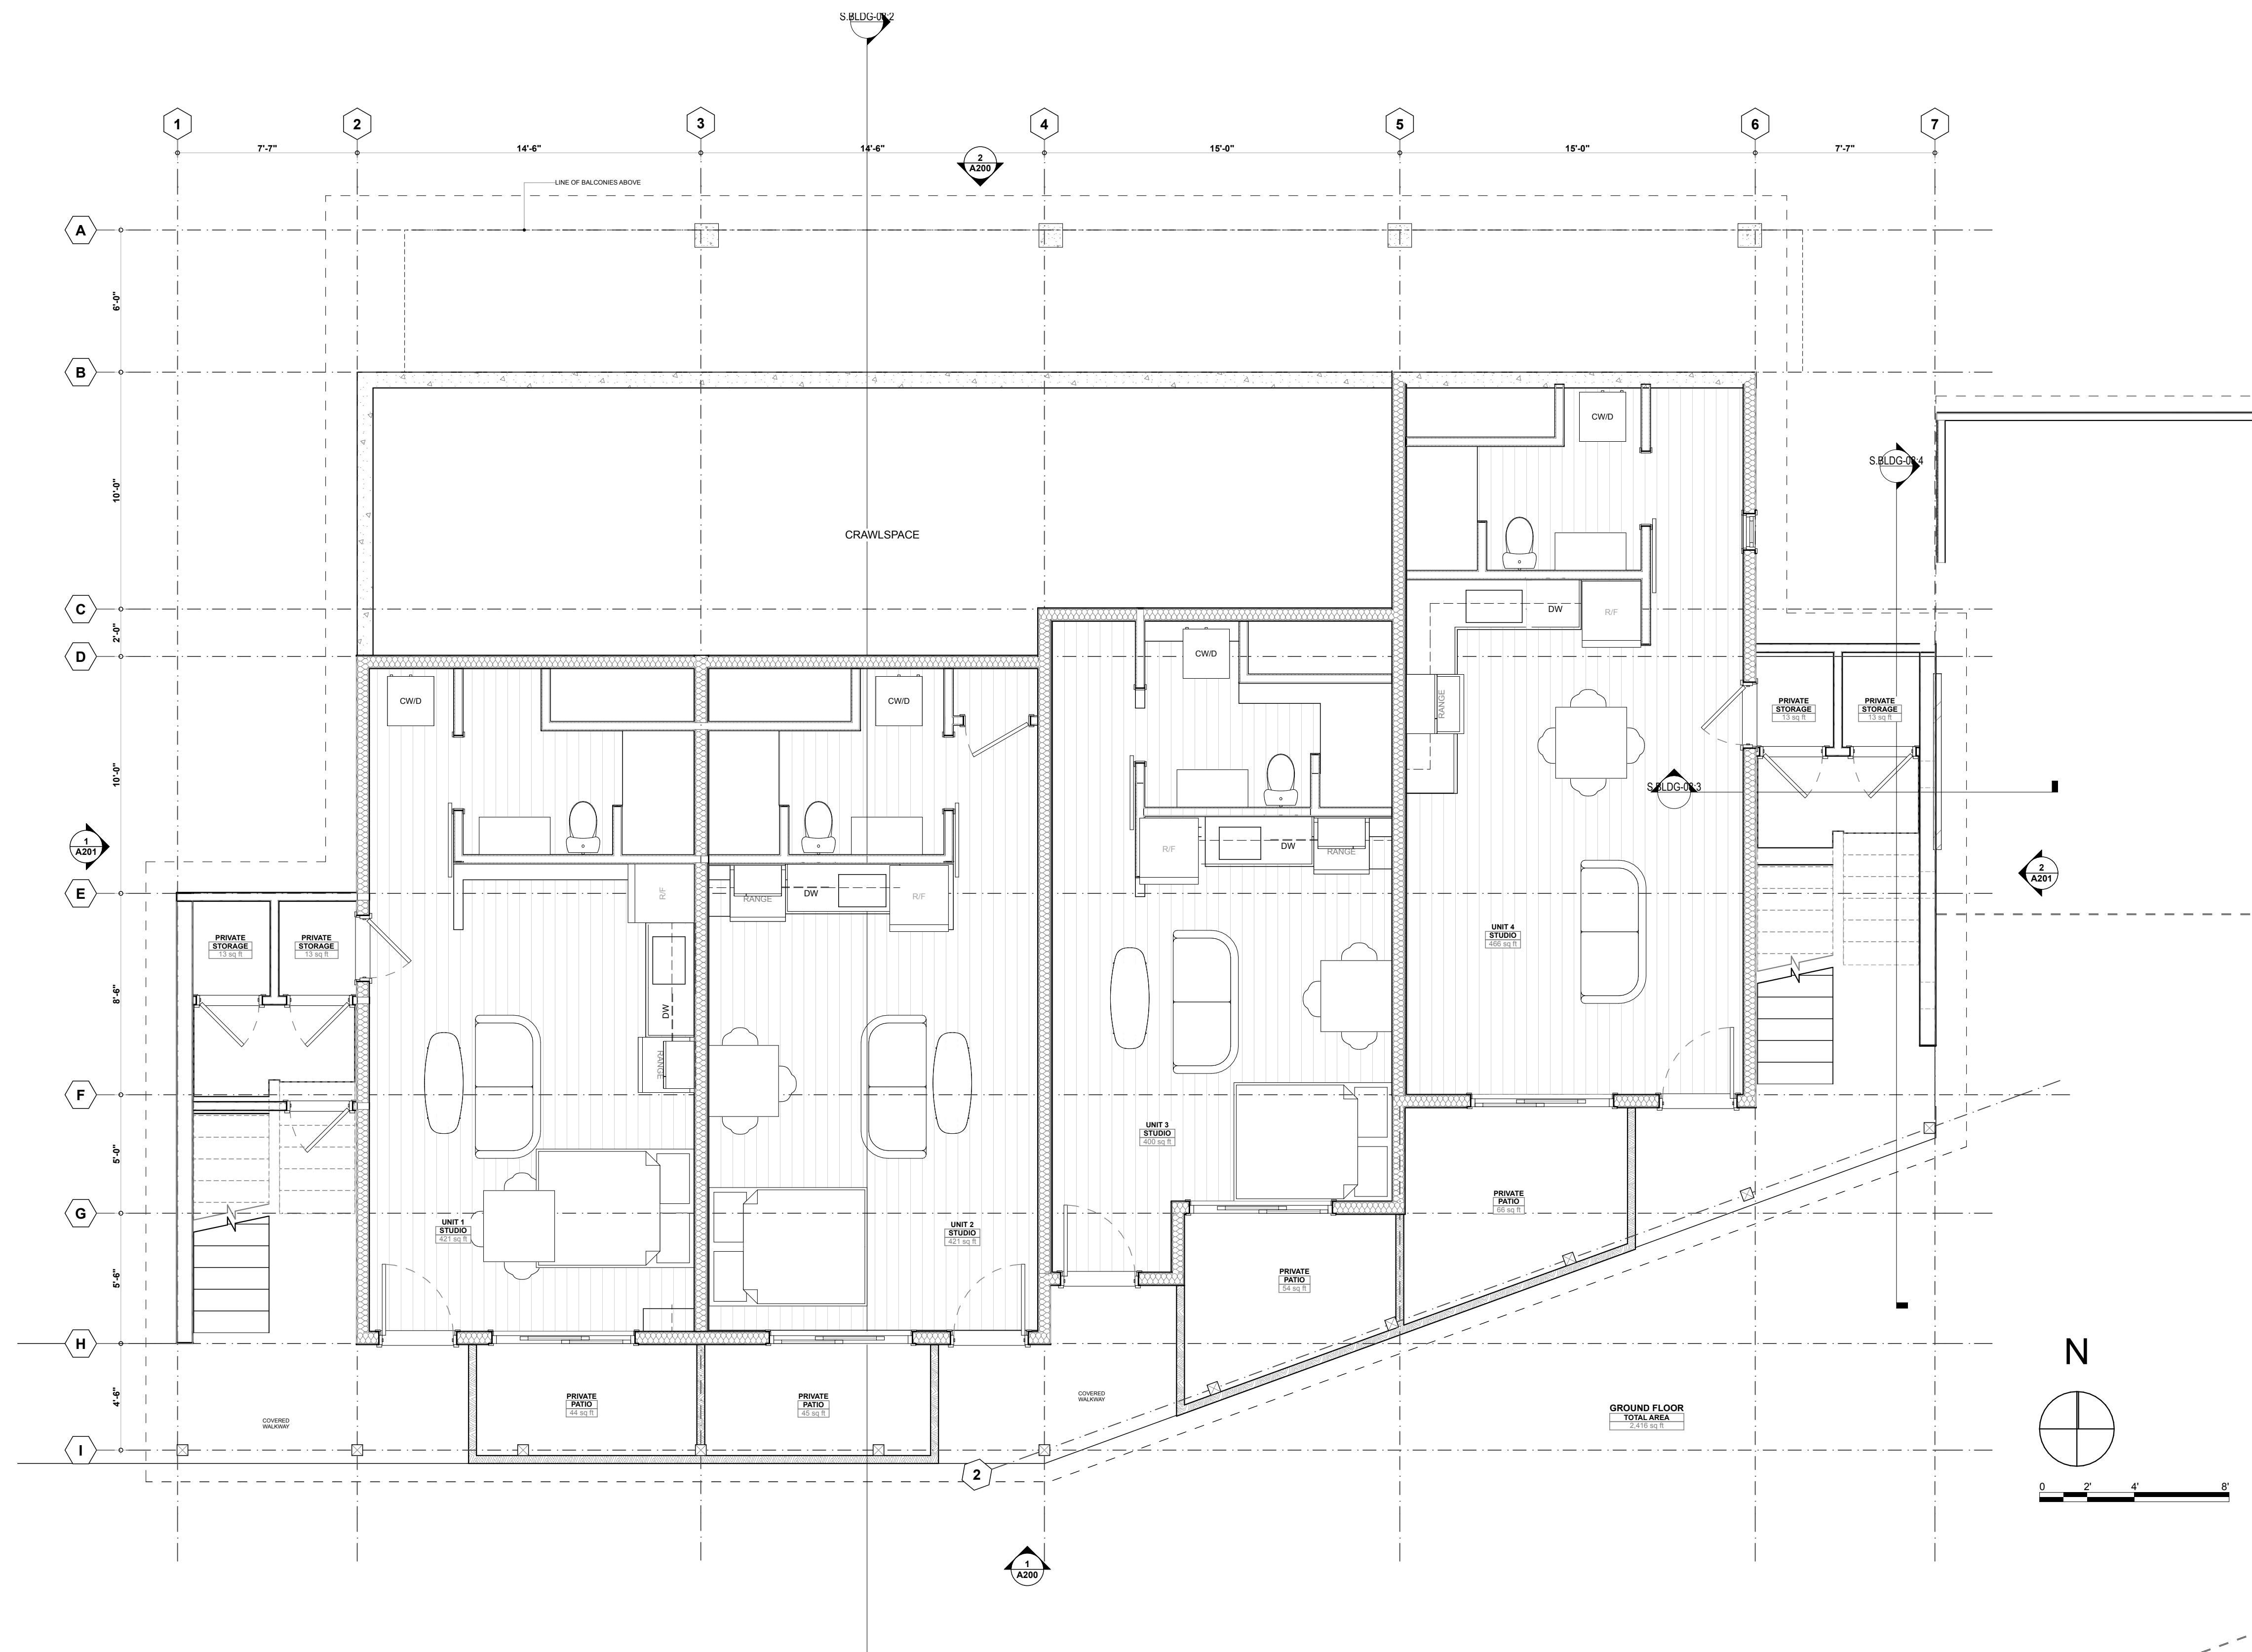 S.BLDG-03:2
1
2
3
4
5
6
7
7'-7"
14'-6"
14'-6"
15'-0"
15'-0"
7'-7"
2
A200
LINE OF BALCONIES ABOVE
A
6'-0"
B
10'-0"
C
2'-0"
D
10'-0"
E
8'-6"
F
5'-0"
G
5'-6"
H
4'-6"
I
CRAWLSPACE
CW/D
S.BLDG-03:4
DW
R/F
RANGE
CW/D
CW/D
CW/D
PRIVATE
STORAGE
13 sq ft
PRIVATE
STORAGE
13 sq ft
S.BLDG-03:3
1
A201
2
A201
R/F
DW
RANGE
R/F
RANGE
DW
R/F
DW
RANGE
PRIVATE
STORAGE
13 sq ft
PRIVATE
STORAGE
13 sq ft
UNIT 4
STUDIO
466 sq ft
UNIT 3
STUDIO
400 sq ft
UNIT 1
STUDIO
421 sq ft
UNIT 2
STUDIO
421 sq ft
PRIVATE
PATIO
66 sq ft
PRIVATE
PATIO
54 sq ft
PRIVATE
PATIO
44 sq ft
PRIVATE
PATIO
45 sq ft
COVERED
WALKWAY
COVERED
WALKWAY
GROUND FLOOR
TOTAL AREA
2,416 sq ft
2
N
0 2' 4' 8'
1
A200